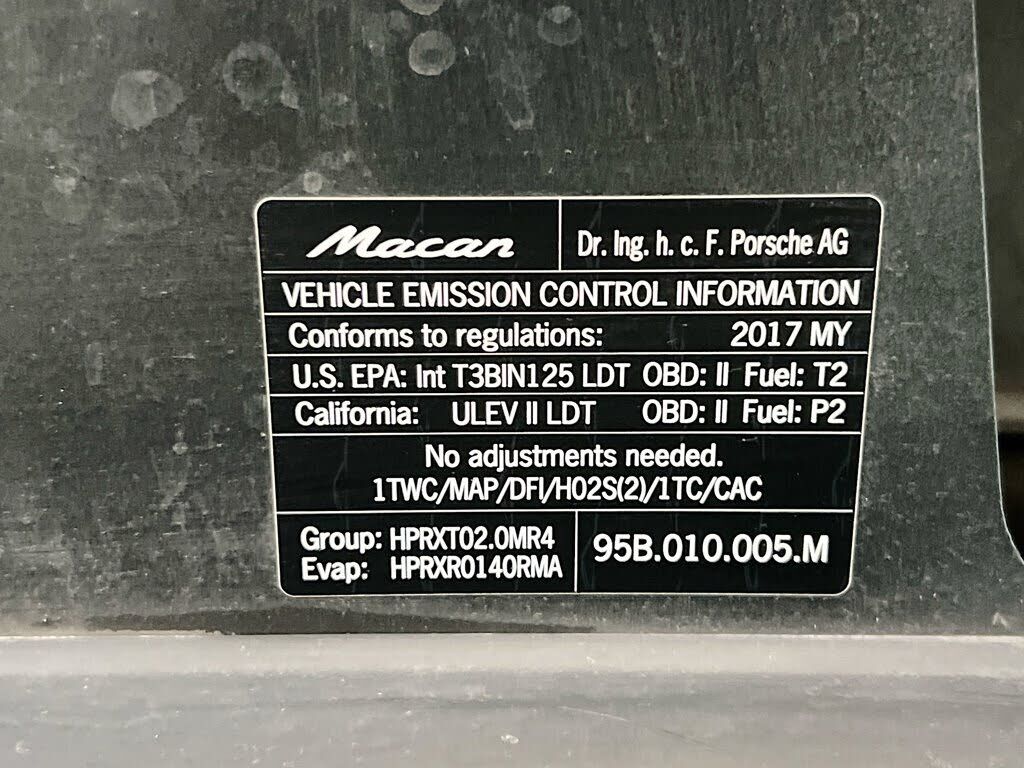 Macan Dr. Ing. h. c. F. Porsche AG
VEHICLE EMISSION CONTROL INFORMATION
Conforms to regulations: 2017 MY
U.S. EPA: Int T3BIN125 LDT OBD: II Fuel: T2
California: ULEV II LDT OBD: II Fuel: P2
No adjustments needed.
1TWC/MAP/DFI/HO2S(2)/1TC/CAC
Group: HPRXT02.0MR4
Evap: HPRXR0140RMA
95B.010.005.M